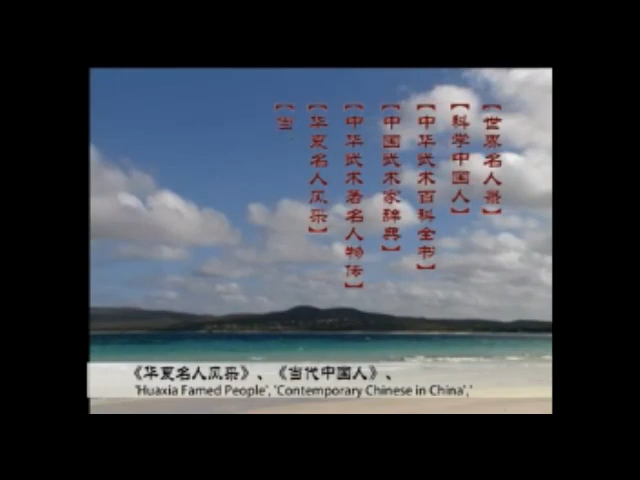 【世界名人录】
【科学中国人】
【中华武术百科全书】
【中国武术家辞典】
【中华武术著名人物传】
【华夏名人风采】
【当
《华夏名人风采》、《当代中国人》、
'Huaxia Famed People', 'Contemporary Chinese in China',